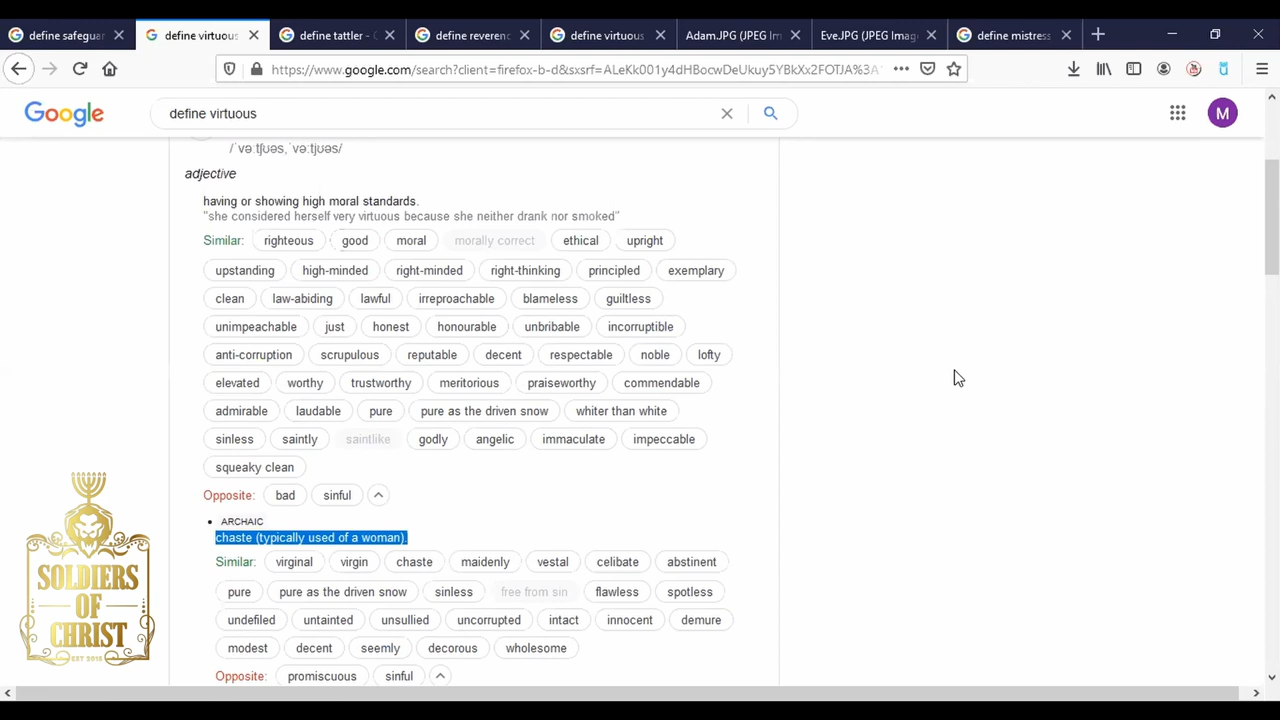 define safeguar
define virtuous
define tattler - G
define reverenc
define virtuous
Adam.JPG (JPEG Im
Eve.JPG (JPEG Imag
define mistress
https://www.google.com/search?client=firefox-b-d&sxsrf=ALeKk001y4dHBocwDeUkuy5YBkXx2FOTJA%3A
Google
define virtuous
M
/ˈvəːtʃʊəs,ˈvəːtjʊəs/
adjective
having or showing high moral standards.
"she considered herself very virtuous because she neither drank nor smoked"
Similar: righteous good moral morally correct ethical upright
upstanding high-minded right-minded right-thinking principled exemplary
clean law-abiding lawful irreproachable blameless guiltless
unimpeachable just honest honourable unbribable incorruptible
anti-corruption scrupulous reputable decent respectable noble lofty
elevated worthy trustworthy meritorious praiseworthy commendable
admirable laudable pure pure as the driven snow whiter than white
sinless saintly saintlike godly angelic immaculate impeccable
squeaky clean
Opposite: bad sinful
ARCHAIC
chaste (typically used of a woman).
Similar: virginal virgin chaste maidenly vestal celibate abstinent
pure pure as the driven snow sinless free from sin flawless spotless
undefiled untainted unsullied uncorrupted intact innocent demure
modest decent seemly decorous wholesome
Opposite: promiscuous sinful
SOLDIERS
OF
CHRIST